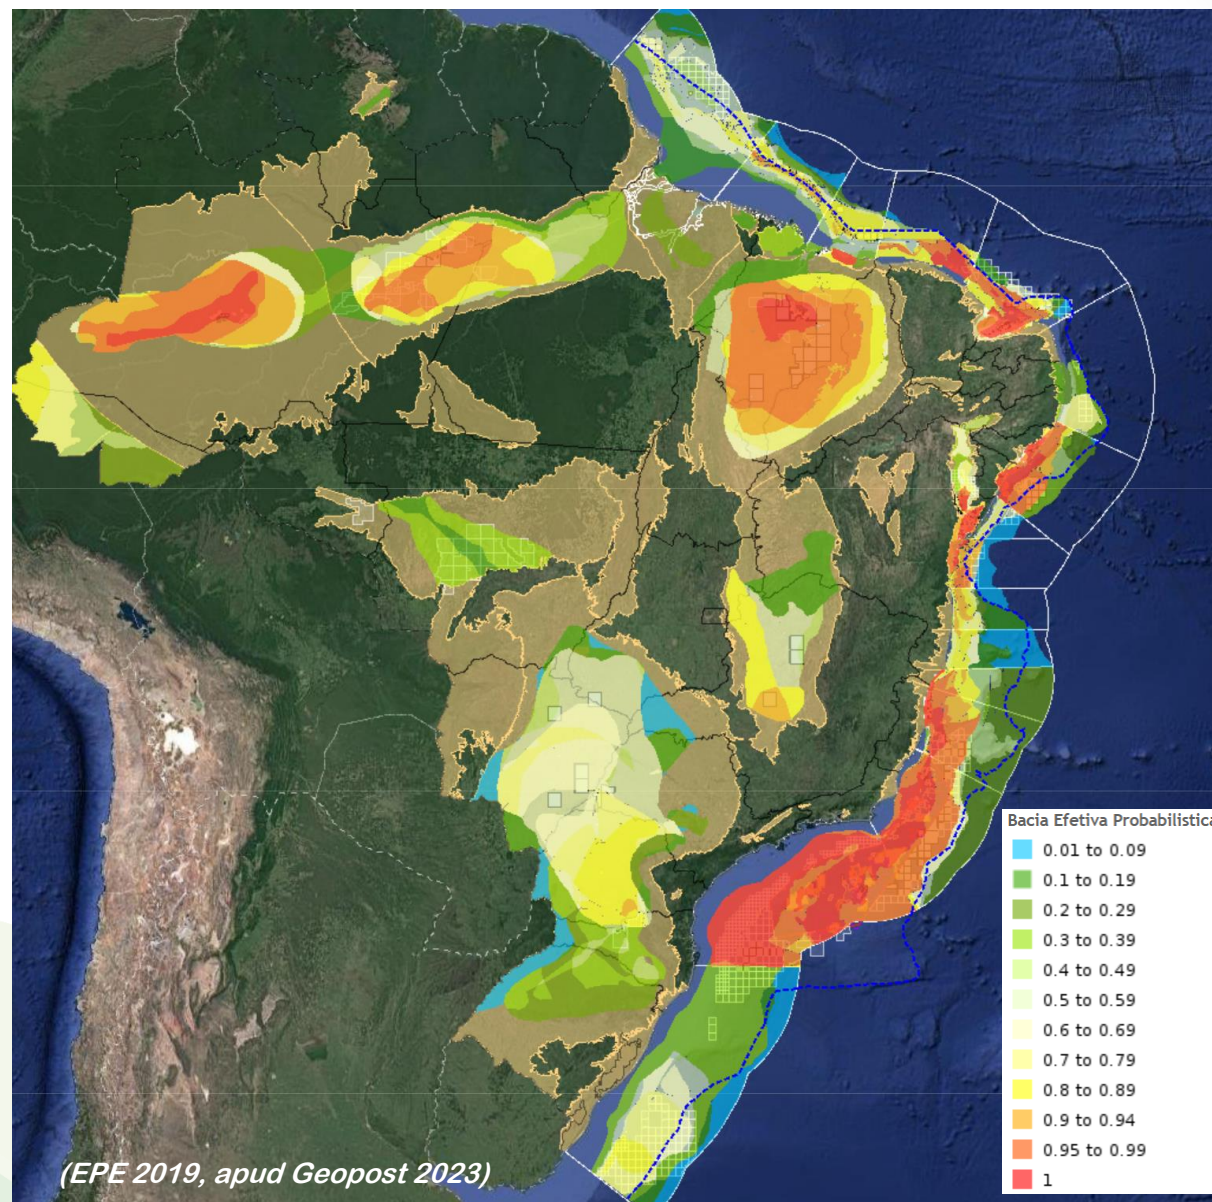 Bacia Efetiva Probabilistica
0.01 to 0.09
0.1 to 0.19
0.2 to 0.29
0.3 to 0.39
0.4 to 0.49
0.5 to 0.59
0.6 to 0.69
0.7 to 0.79
0.8 to 0.89
0.9 to 0.94
0.95 to 0.99
1
(EPE 2019, apud Geopost 2023)